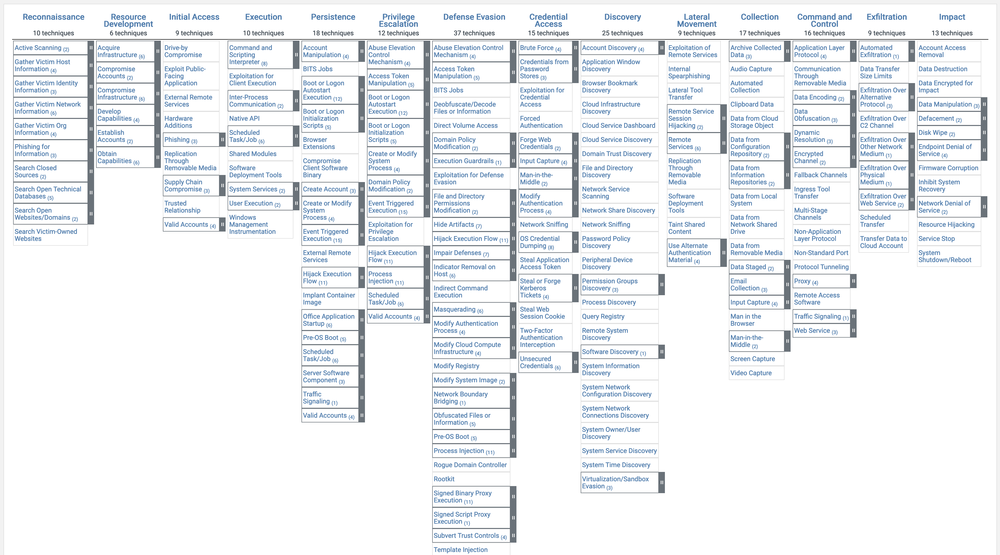 Reconnaissance
10 techniques
Active Scanning (2)
Gather Victim Host
Information (4)
Gather Victim Identity
Information (3)
Gather Victim Network
Information (6)
Gather Victim Org
Information (4)
Phishing for
Information (3)
Search Closed
Sources (2)
Search Open Technical
Databases (5)
Search Open
Websites/Domains (2)
Search Victim-Owned
Websites
Resource
Development
6 techniques
Acquire
Infrastructure (6)
Compromise
Accounts (2)
Compromise
Infrastructure (6)
Develop
Capabilities (4)
Establish
Accounts (2)
Obtain
Capabilities (6)
Initial Access
9 techniques
Drive-by
Compromise
Exploit Public-
Facing
Application
External Remote
Services
Hardware
Additions
Phishing (3)
Replication
Through
Removable Media
Supply Chain
Compromise (3)
Trusted
Relationship
Valid Accounts (4)
Execution
10 techniques
Command and
Scripting
Interpreter (8)
Exploitation for
Client Execution
Inter-Process
Communication (2)
Native API
Scheduled
Task/Job (6)
Shared Modules
Software
Deployment Tools
System Services (2)
User Execution (2)
Windows
Management
Instrumentation
Persistence
18 techniques
Account
Manipulation (4)
BITS Jobs
Boot or Logon
Autostart
Execution (12)
Boot or Logon
Initialization
Scripts (5)
Browser
Extensions
Compromise
Client Software
Binary
Create Account (3)
Create or Modify
System
Process (4)
Event Triggered
Execution (15)
External Remote
Services
Hijack Execution
Flow (11)
Implant Container
Image
Office Application
Startup (6)
Pre-OS Boot (5)
Scheduled
Task/Job (6)
Server Software
Component (3)
Traffic
Signaling (1)
Valid Accounts (4)
Privilege
Escalation
12 techniques
Abuse Elevation
Control
Mechanism (4)
Access Token
Manipulation (5)
Boot or Logon
Autostart
Execution (12)
Boot or Logon
Initialization
Scripts (5)
Create or Modify
System
Process (4)
Domain Policy
Modification (2)
Event Triggered
Execution (15)
Exploitation for
Privilege
Escalation
Hijack Execution
Flow (11)
Process
Injection (11)
Scheduled
Task/Job (6)
Valid Accounts (4)
Defense Evasion
37 techniques
Abuse Elevation Control
Mechanism (4)
Access Token
Manipulation (5)
BITS Jobs
Deobfuscate/Decode
Files or Information
Direct Volume Access
Domain Policy
Modification (2)
Execution Guardrails (1)
Exploitation for Defense
Evasion
File and Directory
Permissions
Modification (2)
Hide Artifacts (7)
Hijack Execution Flow (11)
Impair Defenses (7)
Indicator Removal on
Host (6)
Indirect Command
Execution
Masquerading (6)
Modify Authentication
Process (4)
Modify Cloud Compute
Infrastructure (4)
Modify Registry
Modify System Image (2)
Network Boundary
Bridging (1)
Obfuscated Files or
Information (5)
Pre-OS Boot (5)
Process Injection (11)
Rogue Domain Controller
Rootkit
Signed Binary Proxy
Execution (11)
Signed Script Proxy
Execution (1)
Subvert Trust Controls (4)
Template Injection
Credential
Access
15 techniques
Brute Force (4)
Credentials from
Password
Stores (3)
Exploitation for
Credential
Access
Forced
Authentication
Forge Web
Credentials (2)
Input Capture (4)
Man-in-the-
Middle (2)
Modify
Authentication
Process (4)
Network Sniffing
OS Credential
Dumping (8)
Steal Application
Access Token
Steal or Forge
Kerberos
Tickets (4)
Steal Web
Session Cookie
Two-Factor
Authentication
Interception
Unsecured
Credentials (6)
Discovery
25 techniques
Account Discovery (4)
Application Window
Discovery
Browser Bookmark
Discovery
Cloud Infrastructure
Discovery
Cloud Service Dashboard
Cloud Service Discovery
Domain Trust Discovery
File and Directory
Discovery
Network Service
Scanning
Network Share Discovery
Network Sniffing
Password Policy
Discovery
Peripheral Device
Discovery
Permission Groups
Discovery (3)
Process Discovery
Query Registry
Remote System
Discovery
Software Discovery (1)
System Information
Discovery
System Network
Configuration Discovery
System Network
Connections Discovery
System Owner/User
Discovery
System Service Discovery
System Time Discovery
Virtualization/Sandbox
Evasion (3)
Lateral
Movement
9 techniques
Exploitation of
Remote Services
Internal
Spearphishing
Lateral Tool
Transfer
Remote Service
Session
Hijacking (2)
Remote
Services (6)
Replication
Through
Removable
Media
Software
Deployment
Tools
Taint Shared
Content
Use Alternate
Authentication
Material (4)
Collection
17 techniques
Archive Collected
Data (3)
Audio Capture
Automated
Collection
Clipboard Data
Data from Cloud
Storage Object
Data from
Configuration
Repository (2)
Data from
Information
Repositories (2)
Data from Local
System
Data from
Network Shared
Drive
Data from
Removable Media
Data Staged (2)
Email
Collection (3)
Input Capture (4)
Man in the
Browser
Man-in-the-
Middle (2)
Screen Capture
Video Capture
Command and
Control
16 techniques
Application Layer
Protocol (4)
Communication
Through
Removable Media
Data Encoding (2)
Data
Obfuscation (3)
Dynamic
Resolution (3)
Encrypted
Channel (2)
Fallback Channels
Ingress Tool
Transfer
Multi-Stage
Channels
Non-Application
Layer Protocol
Non-Standard Port
Protocol Tunneling
Proxy (4)
Remote Access
Software
Traffic Signaling (1)
Web Service (3)
Exfiltration
9 techniques
Automated
Exfiltration (1)
Data Transfer
Size Limits
Exfiltration Over
Alternative
Protocol (3)
Exfiltration Over
C2 Channel
Exfiltration Over
Other Network
Medium (1)
Exfiltration Over
Physical
Medium (1)
Exfiltration Over
Web Service (2)
Scheduled
Transfer
Transfer Data to
Cloud Account
Impact
13 techniques
Account Access
Removal
Data Destruction
Data Encrypted for
Impact
Data Manipulation (3)
Defacement (2)
Disk Wipe (2)
Endpoint Denial of
Service (4)
Firmware Corruption
Inhibit System
Recovery
Network Denial of
Service (2)
Resource Hijacking
Service Stop
System
Shutdown/Reboot